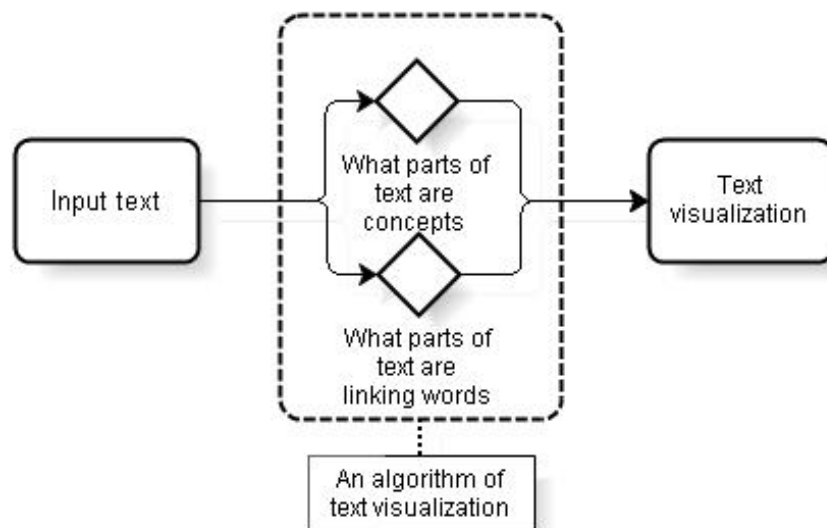 Input text
What parts of
text are
concepts
What parts of
text are
linking words
Text
visualization
An algorithm of
text visualization